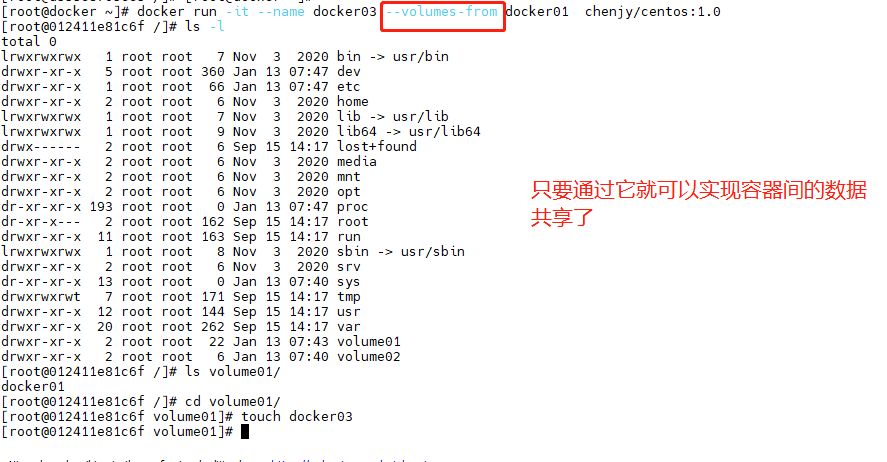 [root@docker ~]# docker run -it --name docker03 --volumes-from docker01  chenjy/centos:1.0
[root@012411e81c6f /]# ls -l
total 0
lrwxrwxrwx   1 root root   7 Nov  3  2020 bin -> usr/bin
drwxr-xr-x   5 root root 360 Jan 13 07:47 dev
drwxr-xr-x   1 root root  66 Jan 13 07:47 etc
drwxr-xr-x   2 root root   6 Nov  3  2020 home
lrwxrwxrwx   1 root root   7 Nov  3  2020 lib -> usr/lib
lrwxrwxrwx   1 root root   9 Nov  3  2020 lib64 -> usr/lib64
drwx------   2 root root   6 Sep 15 14:17 lost+found
drwxr-xr-x   2 root root   6 Nov  3  2020 media
drwxr-xr-x   2 root root   6 Nov  3  2020 mnt
drwxr-xr-x   2 root root   6 Nov  3  2020 opt
dr-xr-xr-x 193 root root   0 Jan 13 07:47 proc
dr-xr-x---   2 root root 162 Sep 15 14:17 root
drwxr-xr-x  11 root root 163 Sep 15 14:17 run
lrwxrwxrwx   1 root root   8 Nov  3  2020 sbin -> usr/sbin
drwxr-xr-x   2 root root   6 Nov  3  2020 srv
dr-xr-xr-x  13 root root   0 Jan 13 07:40 sys
drwxrwxrwt   7 root root 171 Sep 15 14:17 tmp
drwxr-xr-x  12 root root 144 Sep 15 14:17 usr
drwxr-xr-x  20 root root 262 Sep 15 14:17 var
drwxr-xr-x   2 root root  22 Jan 13 07:43 volume01
drwxr-xr-x   2 root root   6 Jan 13 07:40 volume02
[root@012411e81c6f /]# ls volume01/
docker01
[root@012411e81c6f /]# cd volume01/
[root@012411e81c6f volume01]# touch docker03
[root@012411e81c6f volume01]#
只要通过它就可以实现容器间的数据
共享了